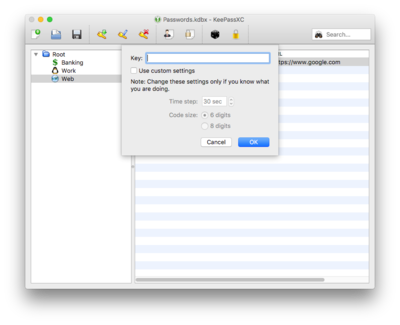 Passwords.kdbx - KeePassXC
Search...
Root
Banking
Work
Web
tps://www.google.com
Key:
Use custom settings
Note: Change these settings only if you know what
you are doing.
Time step: 30 sec
Code size: 6 digits
8 digits
Cancel
OK